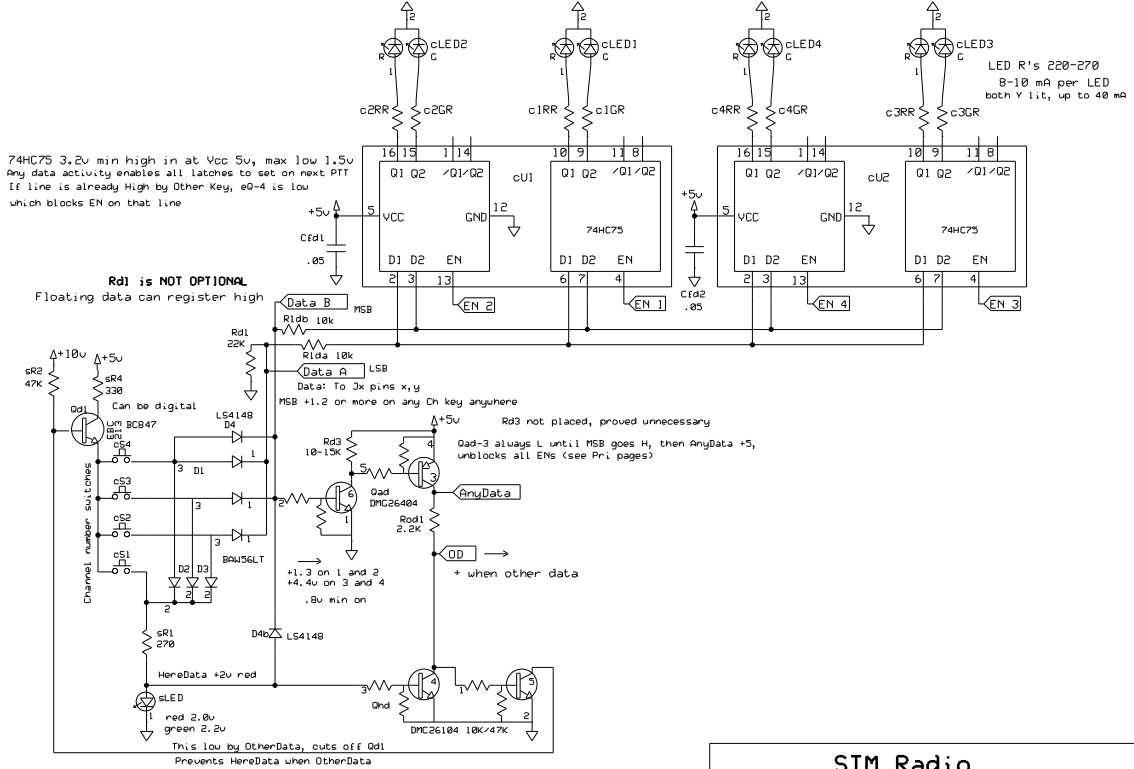 2 2 2 2
R cLED2 G
R cLED1 G
R cLED4 G
R cLED3 G
1 1 1 1
LED R's 220-270
8-10 mA per LED
both Y lit, up to 40 mA
c2RR c2GR c1RR c1GR c4RR c4GR c3RR c3GR
16 15 1 14 10 9 11 8 16 15 1 14 10 9 11 8
Q1 Q2 /Q1 /Q2 Q1 Q2 /Q1 /Q2 Q1 Q2 /Q1 /Q2 Q1 Q2 /Q1 /Q2
cU1 cU2
74HC75 3.2v min high in at Vcc 5v, max low 1.5v
Any data activity enables all latches to set on next PTT
If line is already High by Other Key, eQ-4 is low
which blocks EN on that line
+5v 5 VCC GND 12
+5v 5 VCC GND 12
74HC75 74HC75
Cfd1
.05
Cfd2
.05
D1 D2 EN D1 D2 EN D1 D2 EN D1 D2 EN
2 3 13 6 7 4 2 3 13 6 7 4
EN 2 EN 1 EN 4 EN 3
Rd1 is NOT OPTIONAL
Floating data can register high
Data B MSB
R1db 10k
Rd1
22K
R1da 10k
Data A LSB
Data: To Jx pins x,y
MSB +1.2 or more on any Ch key anywhere
+10v +5v
sR2
47K
sR4
330
Qd1
Can be digital
EBC
213
BC847
LS4148
D4
+5v
Rd3 not placed, proved unnecessary
Rd3
10-15K
Qad-3 always L until MSB goes H, then AnyData +5,
unblocks all ENs (see Pri pages)
cS4
3 D1 1
cS3
3 1
cS2
3 1
cS1
Channel number switches
BAW56LT
D2 D3
2 2
2
2 6 1
5 4 3
Qad
DMG26404
AnyData
Rod1
2.2K
OD
+ when other data
+1.3 on 1 and 2
+4.4v on 3 and 4
.8v min on
sR1
270
D4b LS4148
HereData +2v red
sLED
1
red 2.0v
green 2.2v
3 4 1 5 2
Qhd
DMC26104 10K/47K
This low by OtherData, cuts off Qd1
Prevents HereData when OtherData
STM Radio